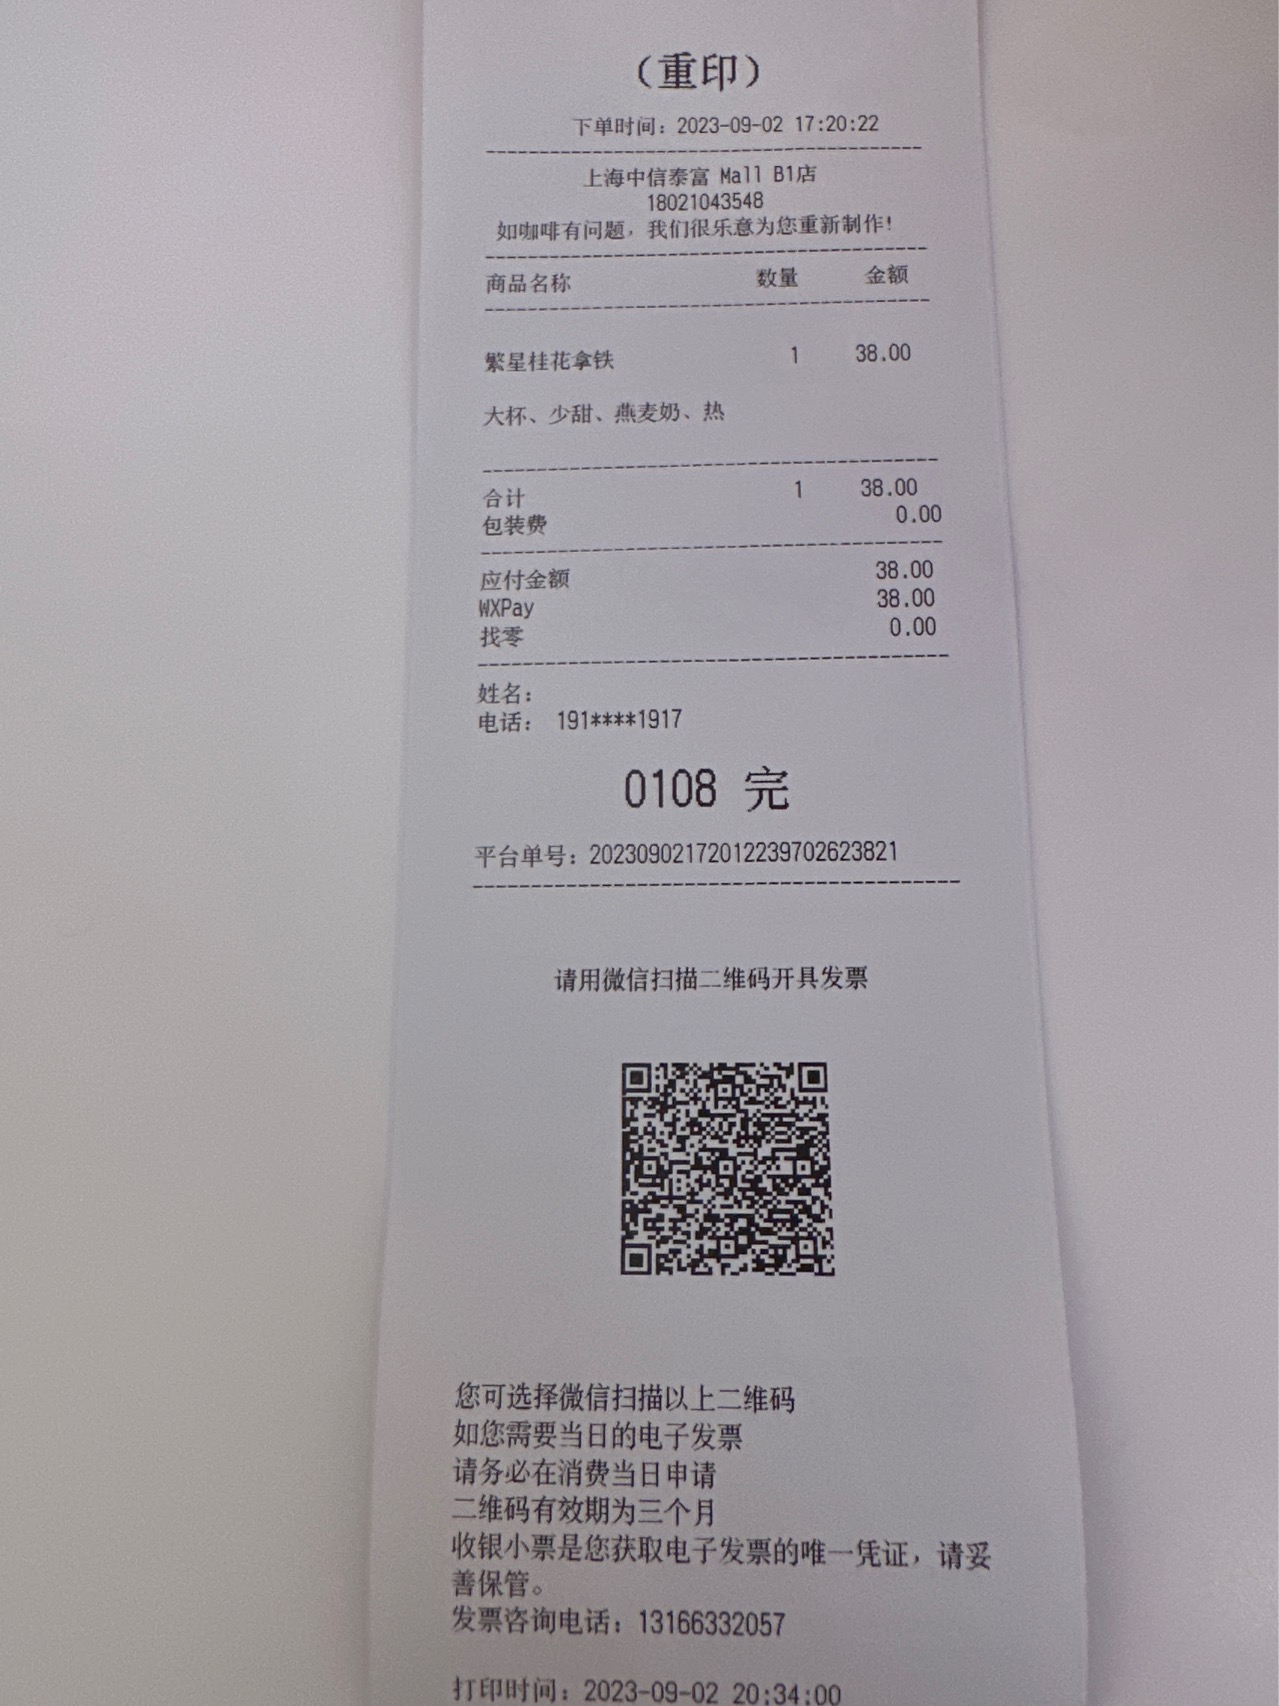 （重印）
下单时间：2023-09-02 17:20:22
上海中信泰富 Mall B1店
18021043548
如咖啡有问题，我们很乐意为您重新制作！
商品名称 数量 金额
繁星桂花拿铁 1 38.00
大杯、少甜、燕麦奶、热
合计 1 38.00
包装费 0.00
应付金额 38.00
WXPay 38.00
找零 0.00
姓名：
电话： 191****1917
0108 完
平台单号：20230902172012239702623821
请用微信扫描二维码开具发票
您可选择微信扫描以上二维码
如您需要当日的电子发票
请务必在消费当日申请
二维码有效期为三个月
收银小票是您获取电子发票的唯一凭证，请妥
善保管。
发票咨询电话：13166332057
打印时间：2023-09-02 20:34:00